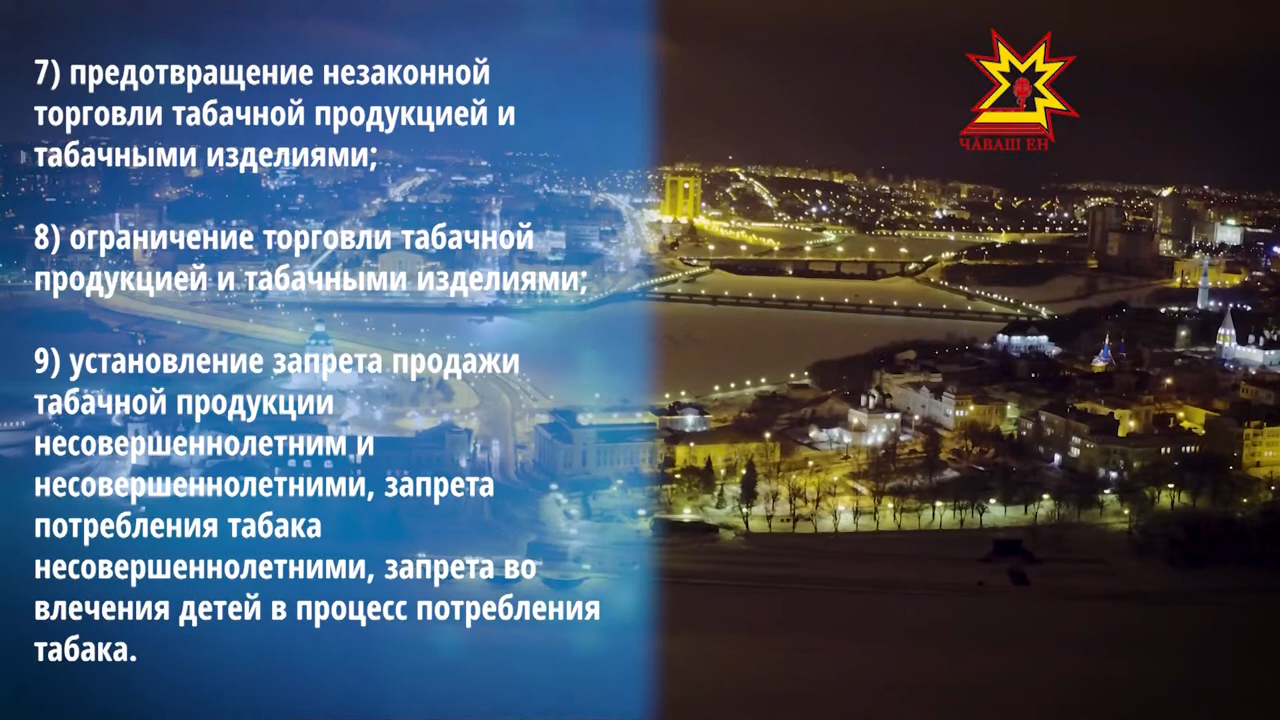 7) предотвращение незаконной
торговли табачной продукцией и
табачными изделиями;
8) ограничение торговли табачной
продукцией и табачными изделиями;
9) установление запрета продажи
табачной продукции
несовершеннолетним и
несовершеннолетними, запрета
потребления табака
несовершеннолетними, запрета во
влечения детей в процесс потребления
табака.
ЧӐВАШ ЕН